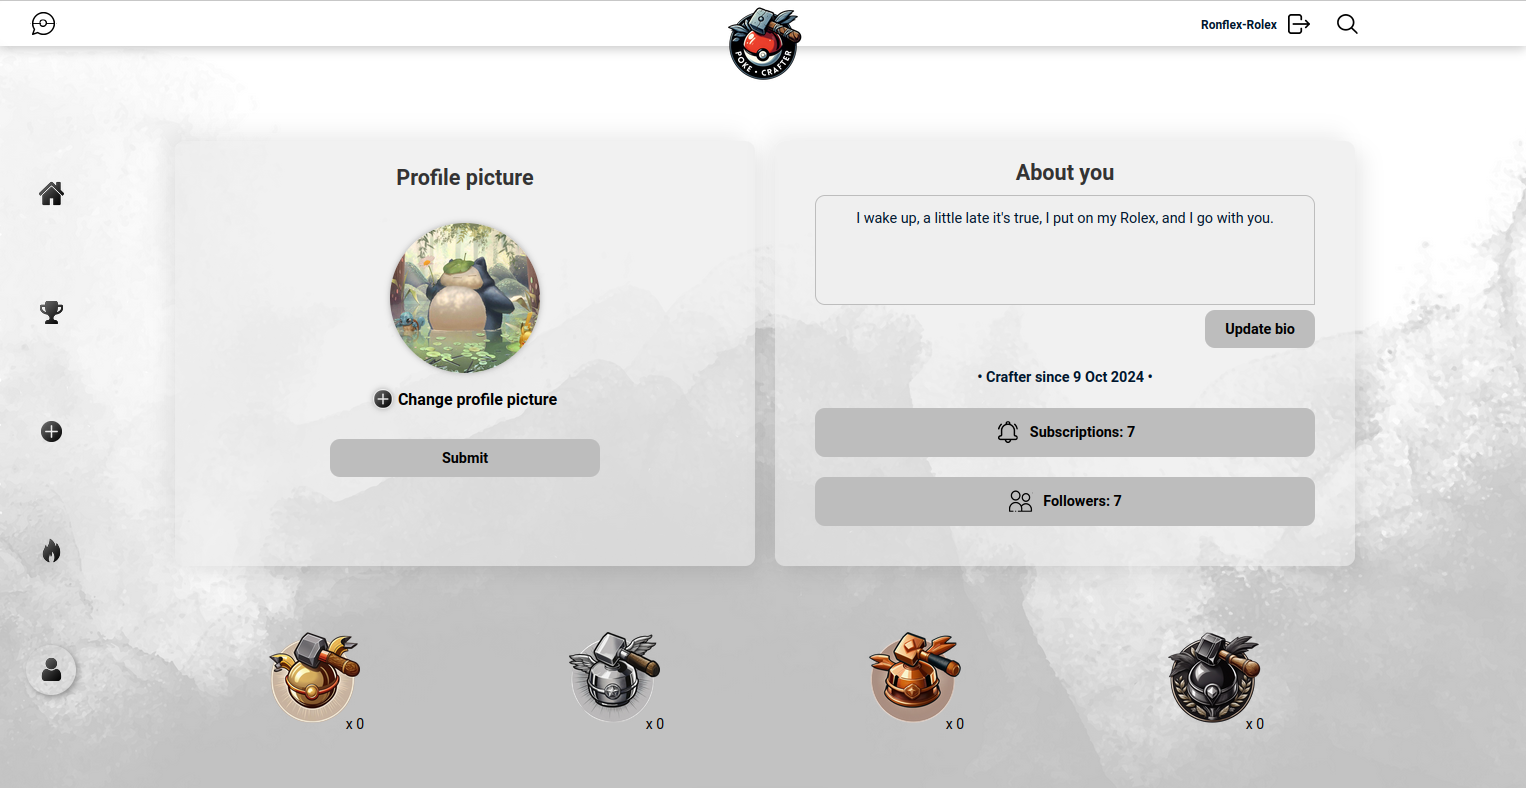 POKE • CRAFTER
Ronflex-Rolex
Profile picture
Change profile picture
Submit
About you
I wake up, a little late it's true, I put on my Rolex, and I go with you.
Update bio
• Crafter since 9 Oct 2024 •
Subscriptions: 7
Followers: 7
x 0
x 0
x 0
x 0